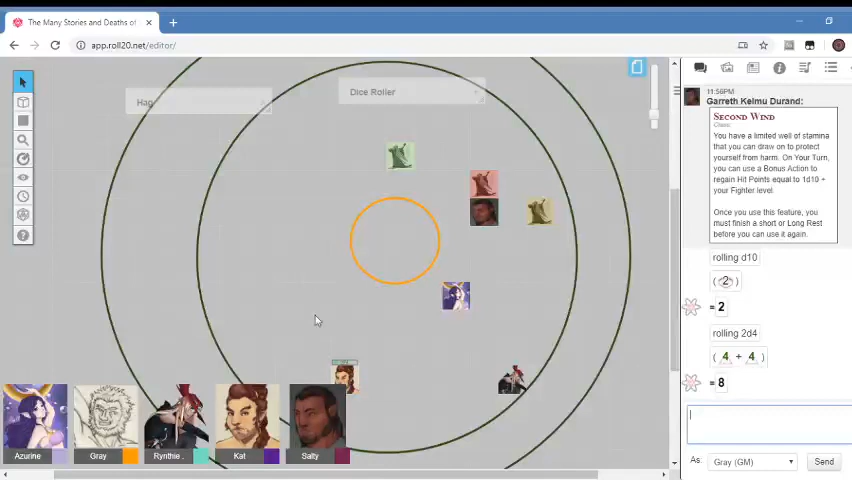 The Many Stories and Deaths of
app.roll20.net/editor/
Hag
Dice Roller
11:56PM
Garreth Kelmu Durand:
SECOND WIND
Class:
You have a limited well of stamina
that you can draw on to protect
yourself from harm. On Your Turn,
you can use a Bonus Action to
regain Hit Points equal to 1d10 +
your Fighter level.
Once you use this feature, you
must finish a short or Long Rest
before you can use it again.
rolling d10
(2)
= 2
rolling 2d4
(4 + 4)
= 8
As:
Gray (GM)
Send
Azurine
Gray
Rynthie .
Kat
Salty